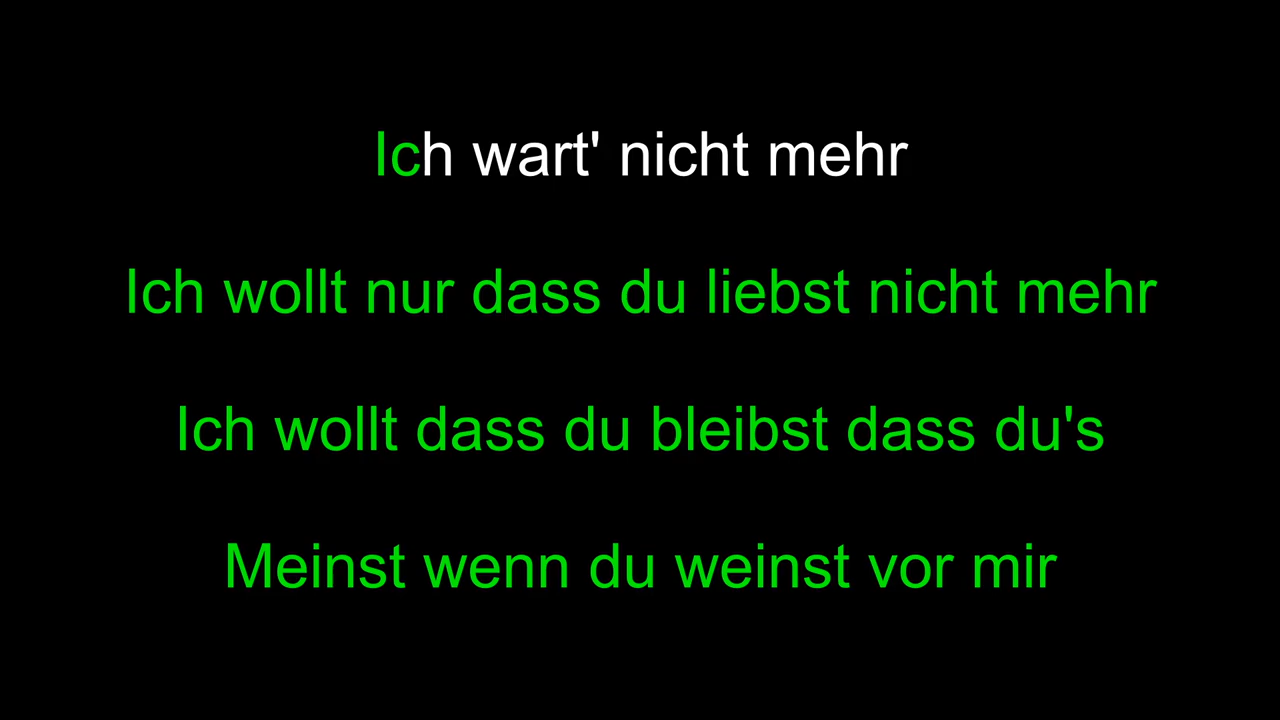 Ich wart' nicht mehr
Ich wollt nur dass du liebst nicht mehr
Ich wollt dass du bleibst dass du's
Meinst wenn du weinst vor mir